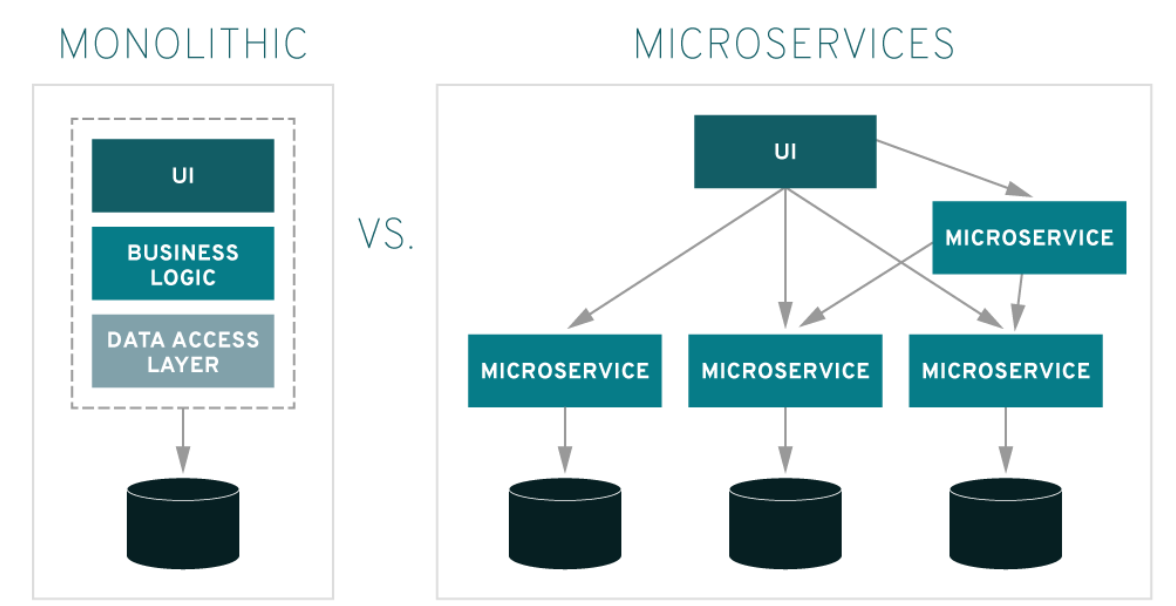 MONOLITHIC
UI
BUSINESS
LOGIC
DATA ACCESS
LAYER
VS.
MICROSERVICES
UI
MICROSERVICE
MICROSERVICE
MICROSERVICE
MICROSERVICE